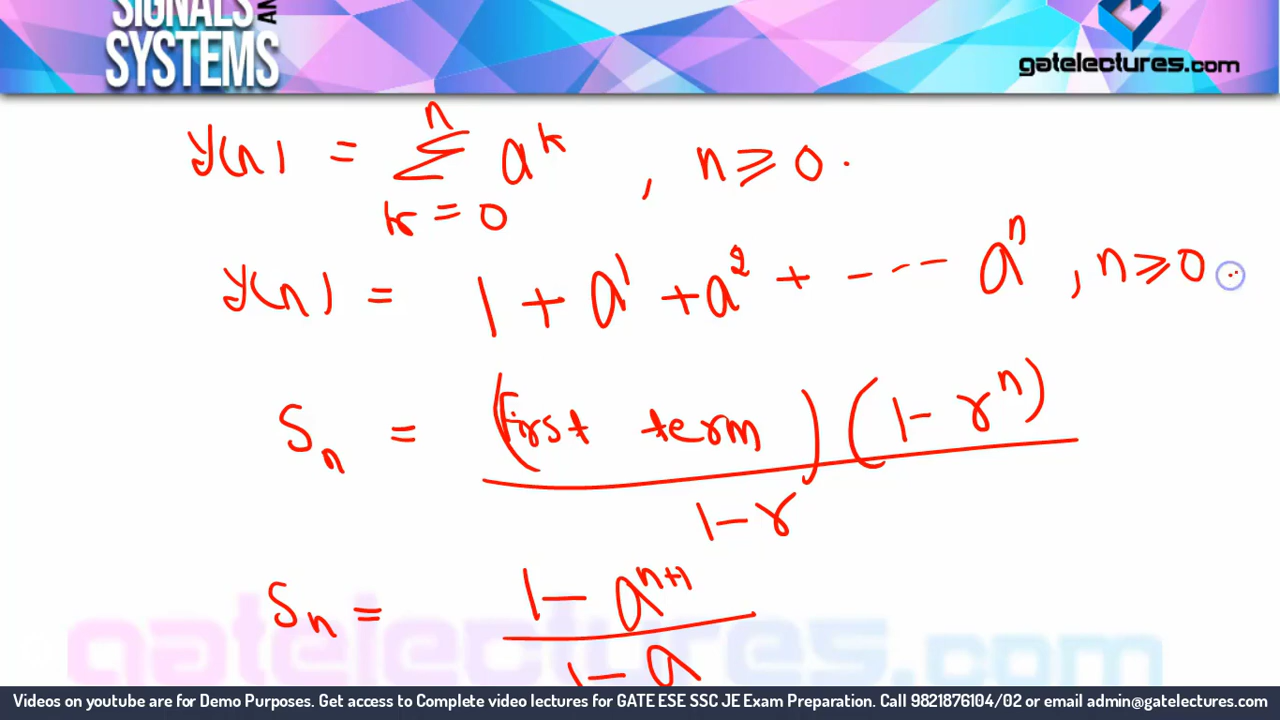 SIGNALS AND
SYSTEMS
gatelectures.com
y(n) = Σ_{k=0}^{n} a^k , n ≥ 0.
y(n) = 1 + a^1 + a^2 + ----- a^n , n ≥ 0..
S_n = (First term)(1 - r^n) / 1 - r
S_n = 1 - a^{n+1} / 1 - a
gatelectures.com
Videos on youtube are for Demo Purposes. Get access to Complete video lectures for GATE ESE SSC JE Exam Preparation. Call 9821876104/02 or email admin@gatelectures.com